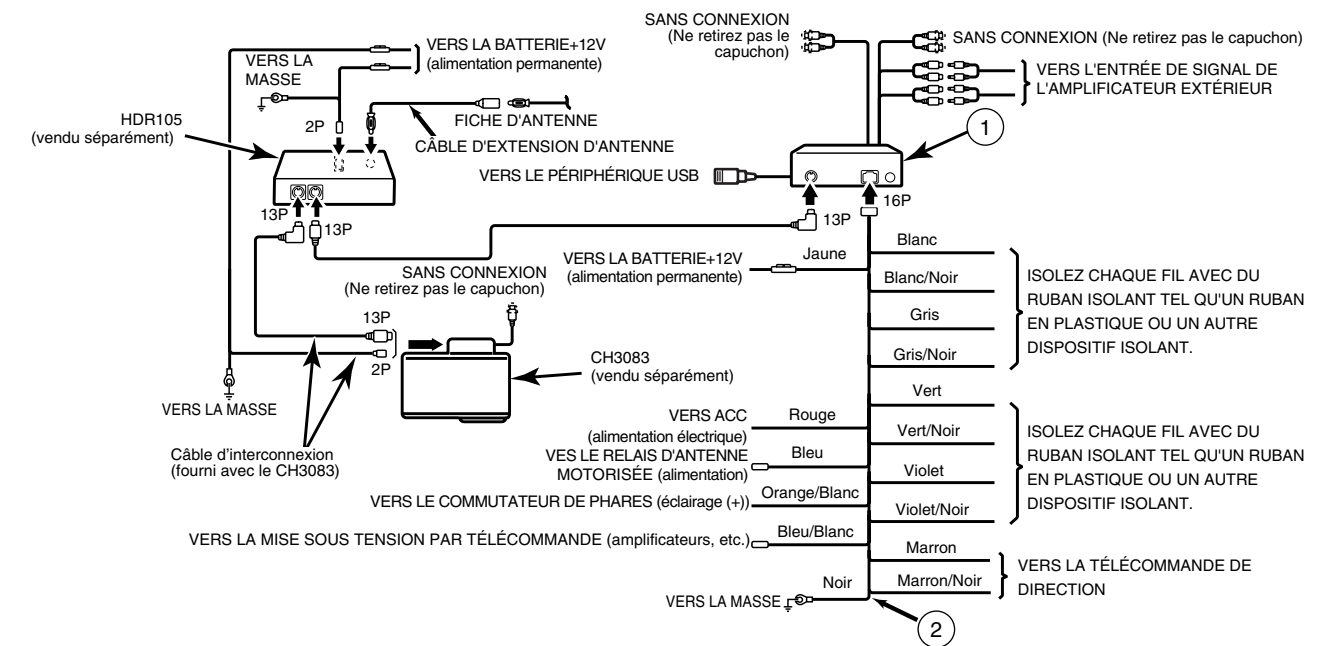 SANS CONNEXION
(Ne retirez pas le
capuchon)
SANS CONNEXION (Ne retirez pas le capuchon)
VERS L'ENTRÉE DE SIGNAL DE
L'AMPLIFICATEUR EXTÉRIEUR
1
VERS LA BATTERIE+12V
(alimentation permanente)
VERS LA
MASSE
HDR105
(vendu séparément)
2P
FICHE D'ANTENNE
CÂBLE D'EXTENSION D'ANTENNE
VERS LE PÉRIPHÉRIQUE USB
13P
13P
13P
16P
VERS LA BATTERIE+12V
(alimentation permanente)
Jaune
SANS CONNEXION
(Ne retirez pas le capuchon)
13P
2P
CH3083
(vendu séparément)
VERS LA MASSE
Câble d'interconnexion
(fourni avec le CH3083)
Blanc
Blanc/Noir
Gris
Gris/Noir
ISOLEZ CHAQUE FIL AVEC DU
RUBAN ISOLANT TEL QU'UN RUBAN
EN PLASTIQUE OU UN AUTRE
DISPOSITIF ISOLANT.
Vert
Vert/Noir
Violet
Violet/Noir
ISOLEZ CHAQUE FIL AVEC DU
RUBAN ISOLANT TEL QU'UN RUBAN
EN PLASTIQUE OU UN AUTRE
DISPOSITIF ISOLANT.
VERS ACC
(alimentation électrique)
Rouge
VES LE RELAIS D'ANTENNE
MOTORISÉE (alimentation)
Bleu
VERS LE COMMUTATEUR DE PHARES (éclairage (+))
Orange/Blanc
VERS LA MISE SOUS TENSION PAR TÉLÉCOMMANDE (amplificateurs, etc.)
Bleu/Blanc
Marron
Marron/Noir
VERS LA TÉLÉCOMMANDE DE
DIRECTION
Noir
VERS LA MASSE
2